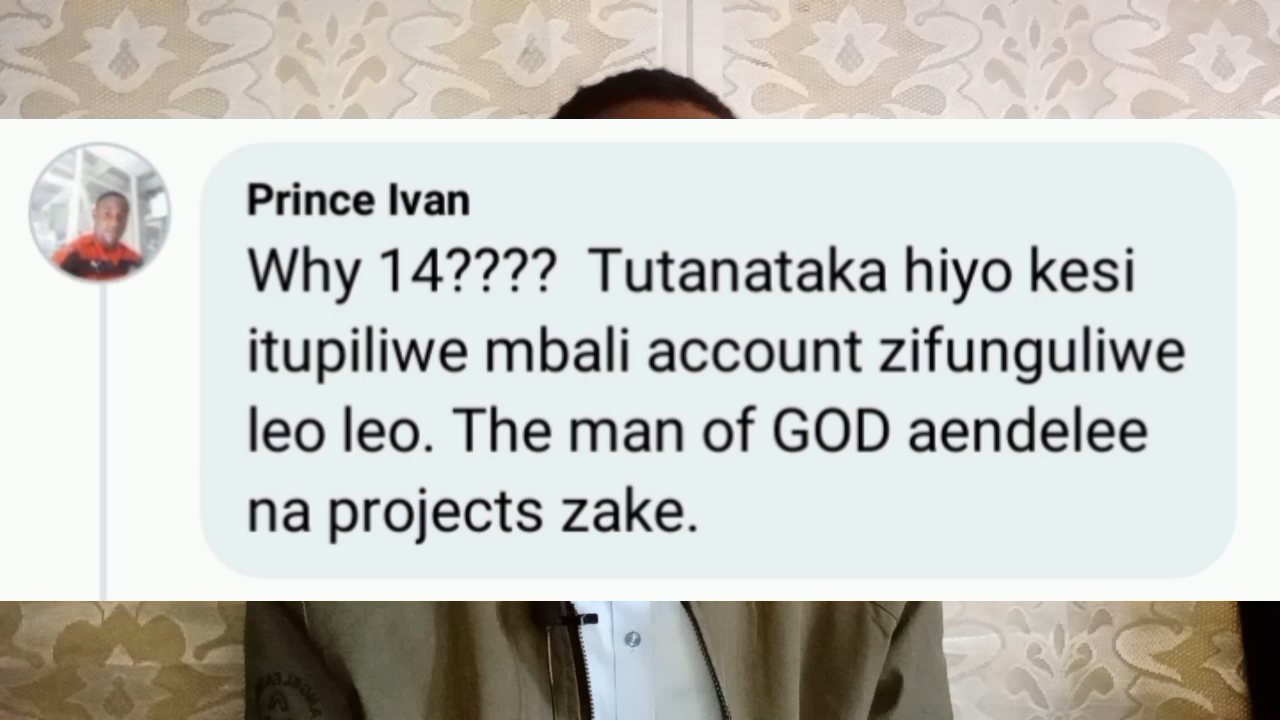 Prince Ivan
Why 14???? Tutanataka hiyo kesi
itupiliwe mbali account zifunguliwe
leo leo. The man of GOD aendelee
na projects zake.